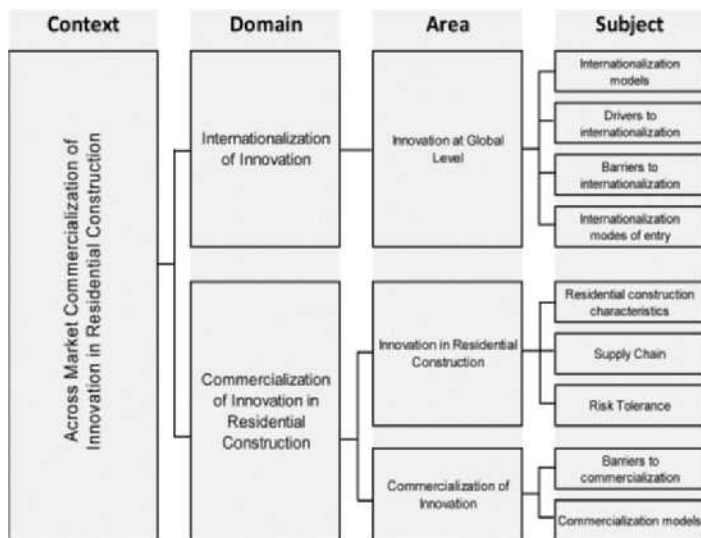 Context
Domain
Area
Subject
Across Market Commercialization of
Innovation in Residential Construction
Internationalization
of Innovation
Innovation at Global
Level
Internationalization
models
Drivers to
internationalization
Barriers to
internationalization
Internationalization
modes of entry
Commercialization
of Innovation in
Residential
Construction
Innovation in Residential
Construction
Residential construction
characteristics
Supply Chain
Risk Tolerance
Commercialization of
Innovation
Barriers to
commercialization
Commercialization models